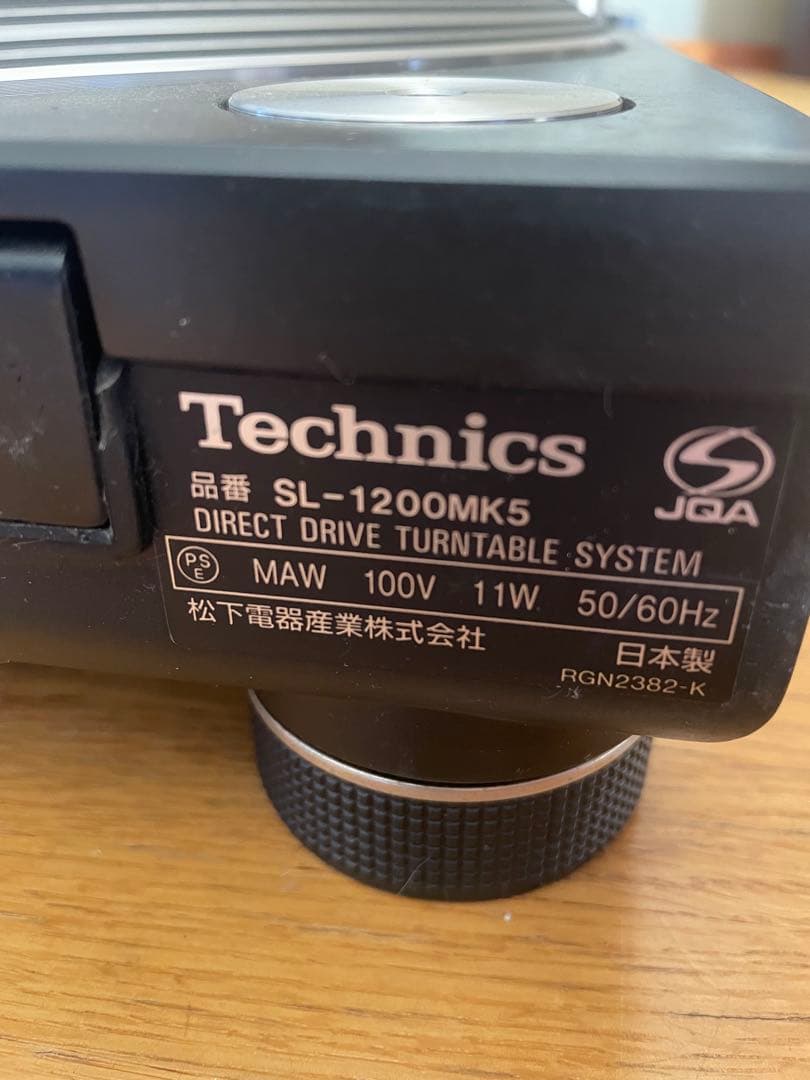 Technics
品番 SL-1200MK5
DIRECT DRIVE TURNTABLE SYSTEM
PS E MAW 100V 11W 50/60Hz
松下電器産業株式会社
日本製
RGN2382-K
JQA